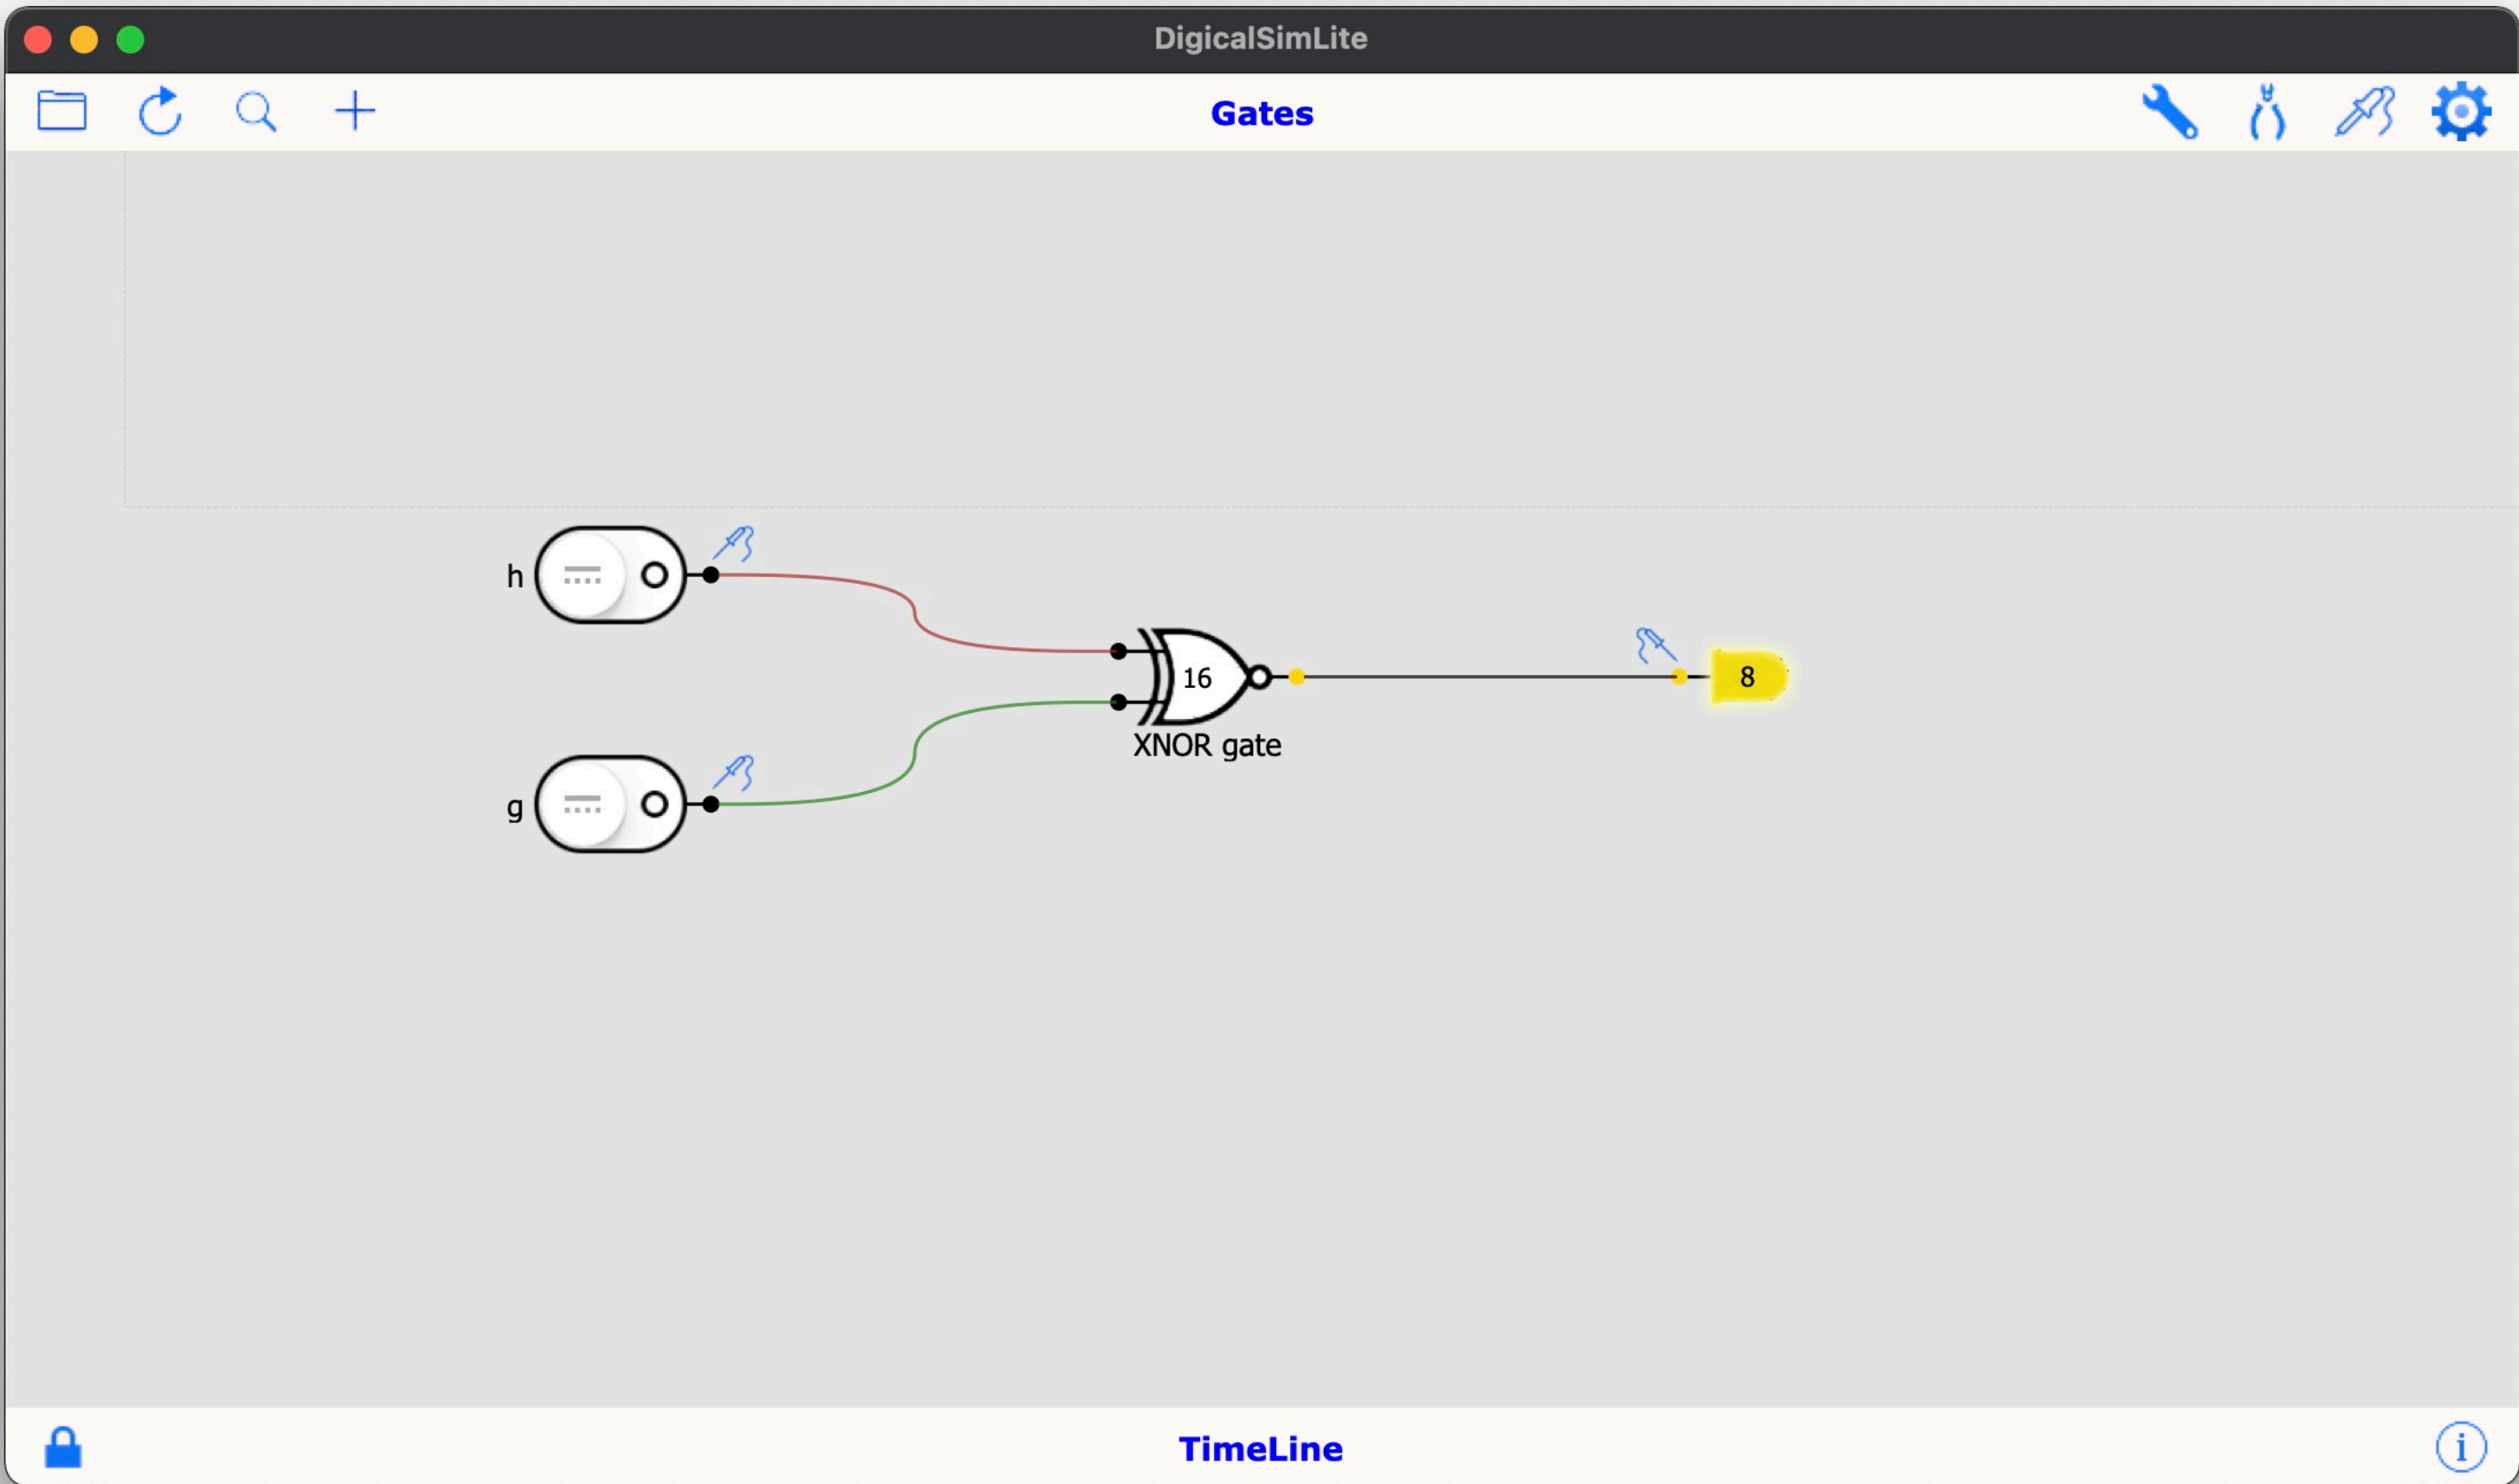 DigicalSimLite
Gates
h
16
8
XNOR gate
g
TimeLine
i